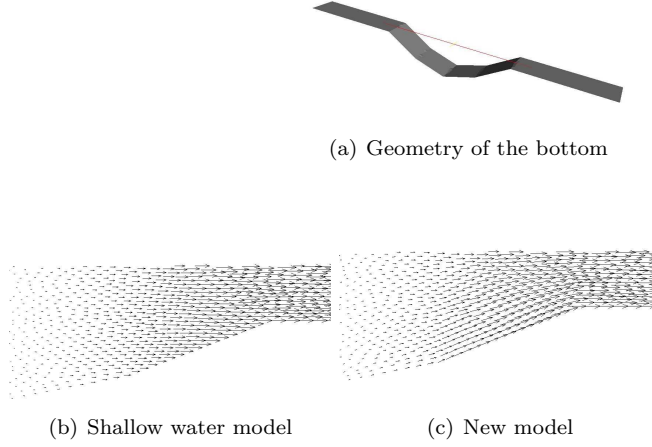 (a) Geometry of the bottom
(b) Shallow water model
(c) New model